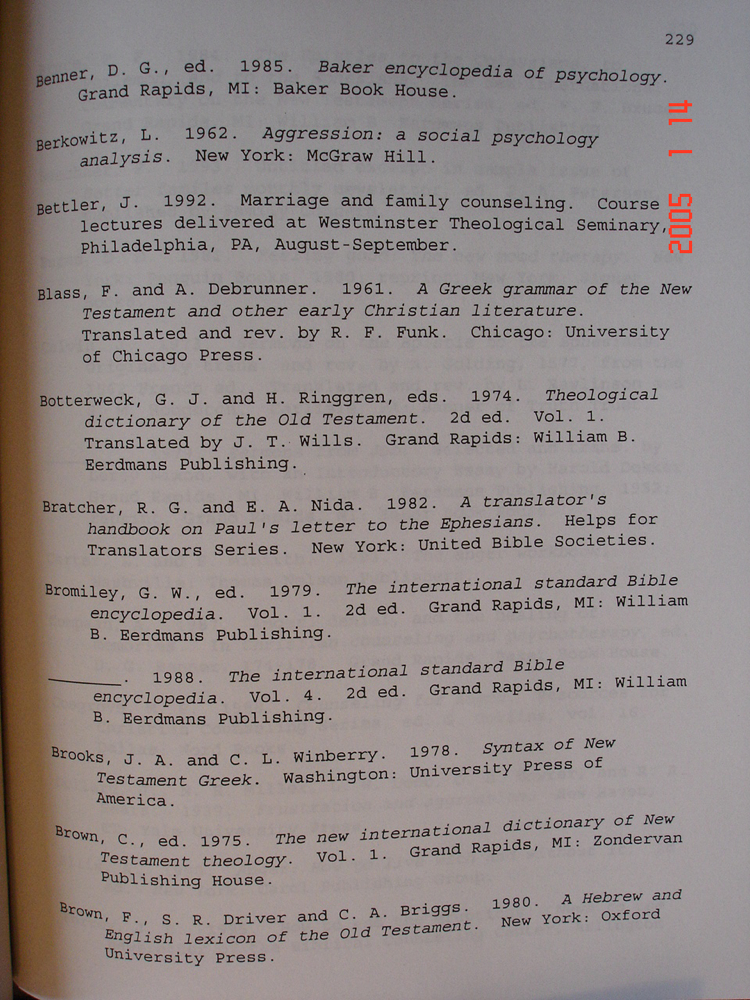 229
Benner, D. G., ed. 1985. Baker encyclopedia of psychology.
Grand Rapids, MI: Baker Book House.
Berkowitz, L. 1962. Aggression: a social psychology
analysis. New York: McGraw Hill.
Bettler, J. 1992. Marriage and family counseling. Course
lectures delivered at Westminster Theological Seminary,
Philadelphia, PA, August-September.
Blass, F. and A. Debrunner. 1961. A Greek grammar of the New
Testament and other early Christian literature.
Translated and rev. by R. F. Funk. Chicago: University
of Chicago Press.
Botterweck, G. J. and H. Ringgren, eds. 1974. Theological
dictionary of the Old Testament. 2d ed. Vol. 1.
Translated by J. T. Wills. Grand Rapids: William B.
Eerdmans Publishing.
Bratcher, R. G. and E. A. Nida. 1982. A translator's
handbook on Paul's letter to the Ephesians. Helps for
Translators Series. New York: United Bible Societies.
Bromiley, G. W., ed. 1979. The international standard Bible
encyclopedia. Vol. 1. 2d ed. Grand Rapids, MI: William
B. Eerdmans Publishing.
________. 1988. The international standard Bible
encyclopedia. Vol. 4. 2d ed. Grand Rapids, MI: William
B. Eerdmans Publishing.
Brooks, J. A. and C. L. Winberry. 1978. Syntax of New
Testament Greek. Washington: University Press of
America.
Brown, C., ed. 1975. The new international dictionary of New
Testament theology. Vol. 1. Grand Rapids, MI: Zondervan
Publishing House.
Brown, F., S. R. Driver and C. A. Briggs. 1980. A Hebrew and
English lexicon of the Old Testament. New York: Oxford
University Press.
2005 1 14